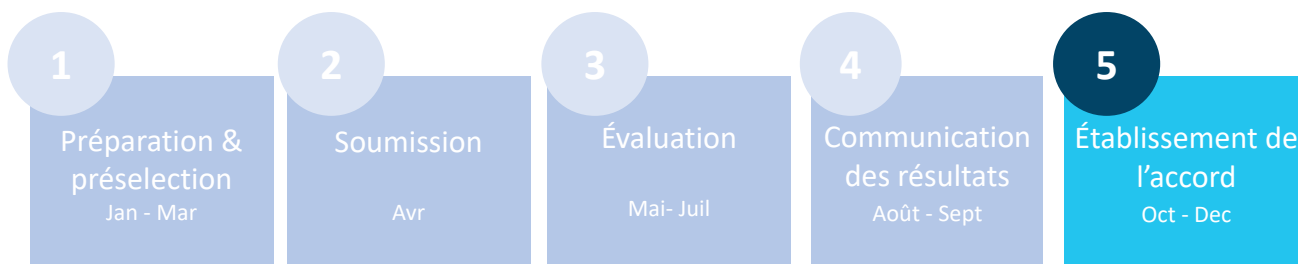 1
Préparation &
préselection
Jan - Mar
2
Soumission
Avr
3
Évaluation
Mai- Juil
4
Communication
des résultats
Août - Sept
5
Établissement de
l’accord
Oct - Dec